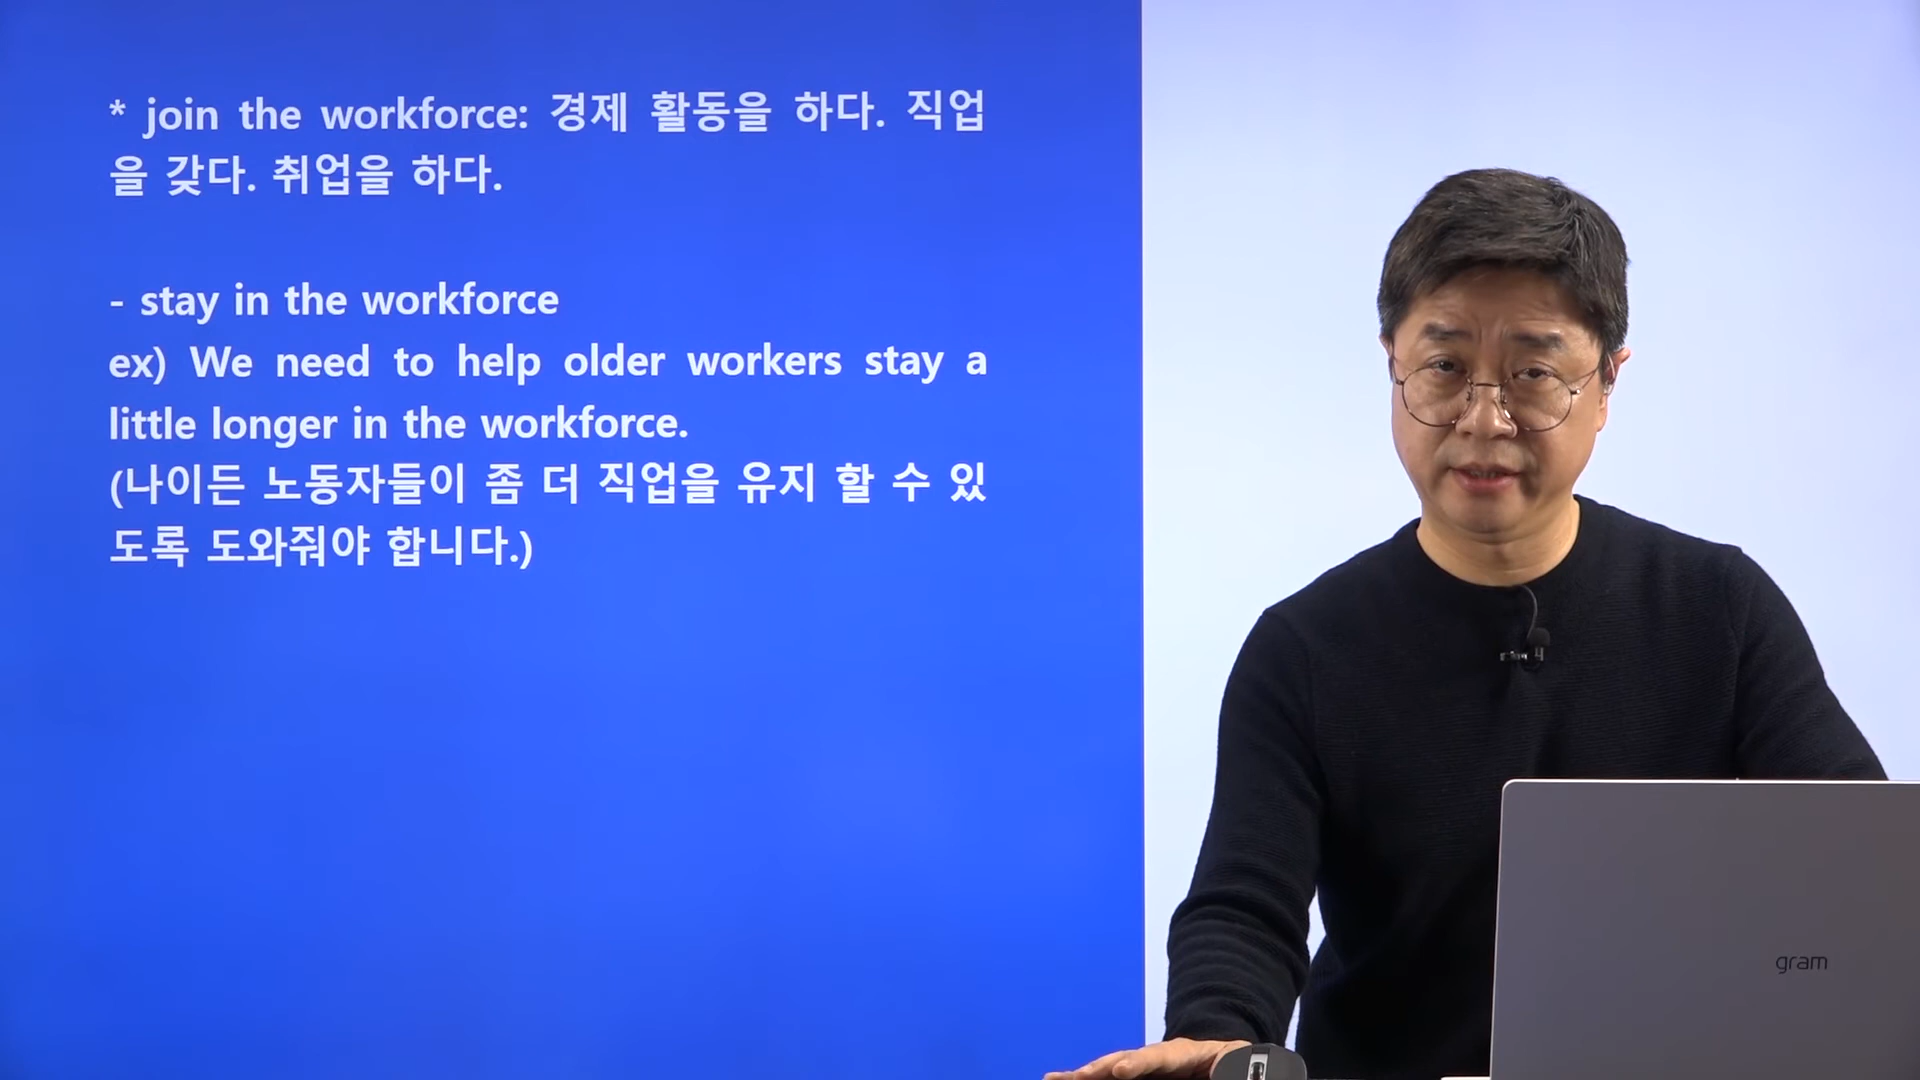 * join the workforce: 경제 활동을 하다. 직업
을 갖다. 취업을 하다.
- stay in the workforce
ex) We need to help older workers stay a
little longer in the workforce.
(나이든 노동자들이 좀 더 직업을 유지 할 수 있
도록 도와줘야 합니다.)
gram